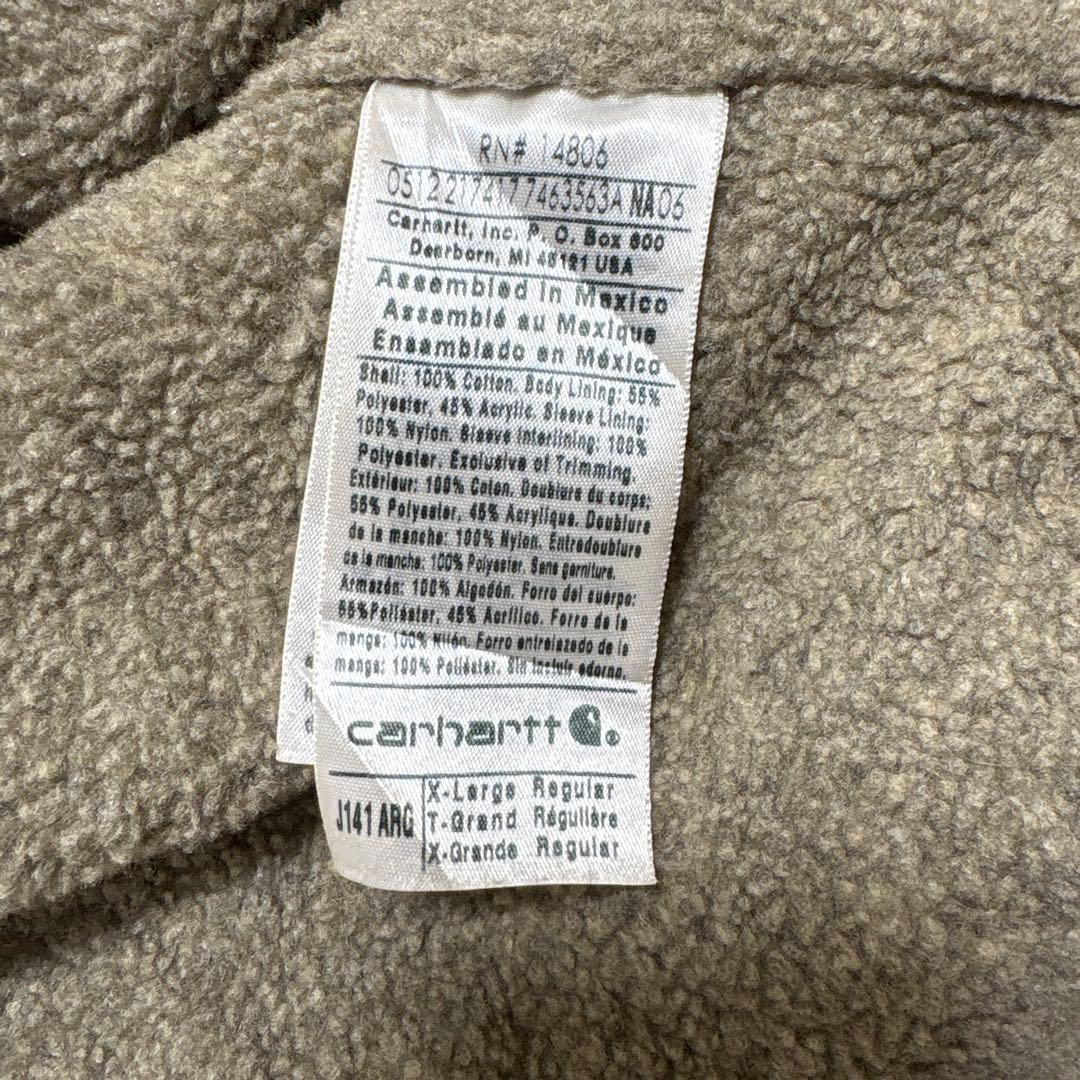 RN# 14806
05122174177463563A NA06
Carhartt, Inc. P. O. Box 600
Dearborn, MI 48121 USA
Assembled in Mexico
Assemblé au Mexique
Ensamblado en México
Shell: 100% Cotton. Body Lining: 55%
Polyester, 45% Acrylic. Sleeve Lining:
100% Nylon. Sleeve Interlining: 100%
Polyester. Exclusive of Trimming.
Extérieur: 100% Coton. Doublure du corps:
55% Polyester, 45% Acrylique. Doublure
de la manche: 100% Nylon. Entredoublure
de la manche: 100% Polyester. Sans garniture.
Armazón: 100% Algodón. Forro del cuerpo:
55% Poliéster, 45% Acrílico. Forro de la
manga: 100% Nilón. Forro entrelazado de la
manga: 100% Poliéster. Sin incluir adorno.
carhartt
J141 ARG
X-Large Regular
T-Grand Régulière
X-Grande Regular